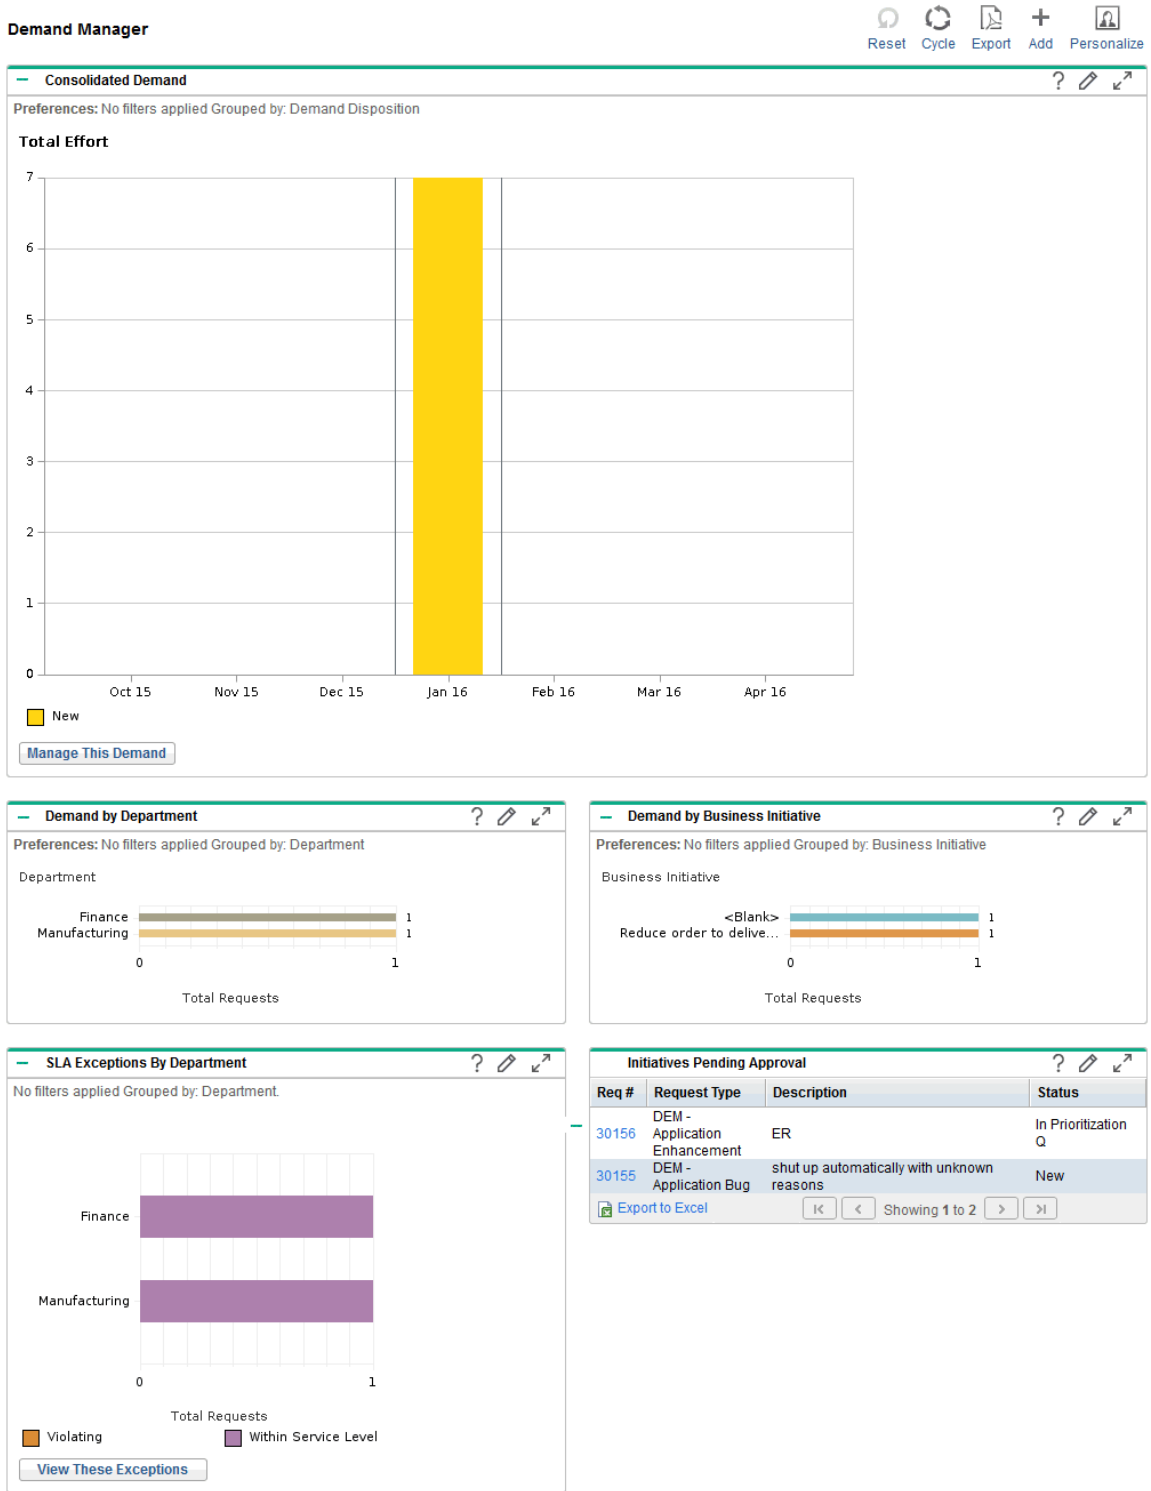 Demand Manager
Reset Cycle Export Add Personalize
Consolidated Demand
Preferences: No filters applied Grouped by: Demand Disposition
Total Effort
7
6
5
4
3
2
1
0
Oct 15 Nov 15 Dec 15 Jan 16 Feb 16 Mar 16 Apr 16
New
Manage This Demand
Demand by Department
Preferences: No filters applied Grouped by: Department
Department
Finance 1
Manufacturing 1
0 1
Total Requests
Demand by Business Initiative
Preferences: No filters applied Grouped by: Business Initiative
Business Initiative
<Blank> 1
Reduce order to delive... 1
0 1
Total Requests
SLA Exceptions By Department
No filters applied Grouped by: Department.
Finance
Manufacturing
0 1
Total Requests
Violating Within Service Level
View These Exceptions
Initiatives Pending Approval
Req # Request Type Description Status
30156 DEM - Application Enhancement ER In Prioritization Q
30155 DEM - Application Bug shut up automatically with unknown reasons New
Export to Excel Showing 1 to 2